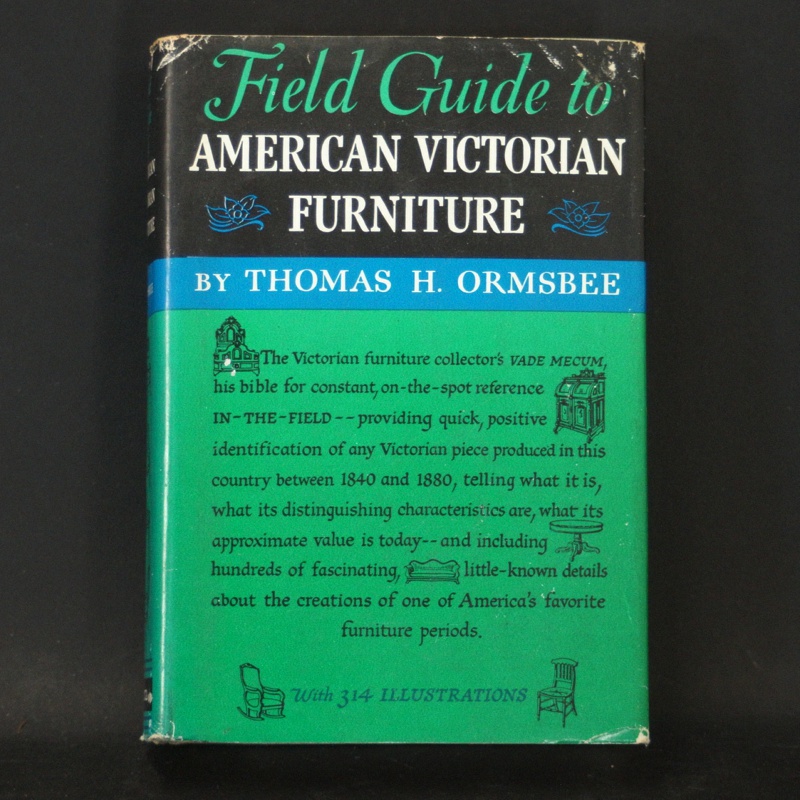 Field Guide to
AMERICAN VICTORIAN
FURNITURE
BY THOMAS H. ORMSBEE
The Victorian furniture collector's VADE MECUM,
his bible for constant, on-the-spot reference
IN-THE-FIELD -- providing quick, positive
identification of any Victorian piece produced in this
country between 1840 and 1880, telling what it is,
what its distinguishing characteristics are, what its
approximate value is today -- and including
hundreds of fascinating, little-known details
about the creations of one of America's favorite
furniture periods.
With 314 ILLUSTRATIONS